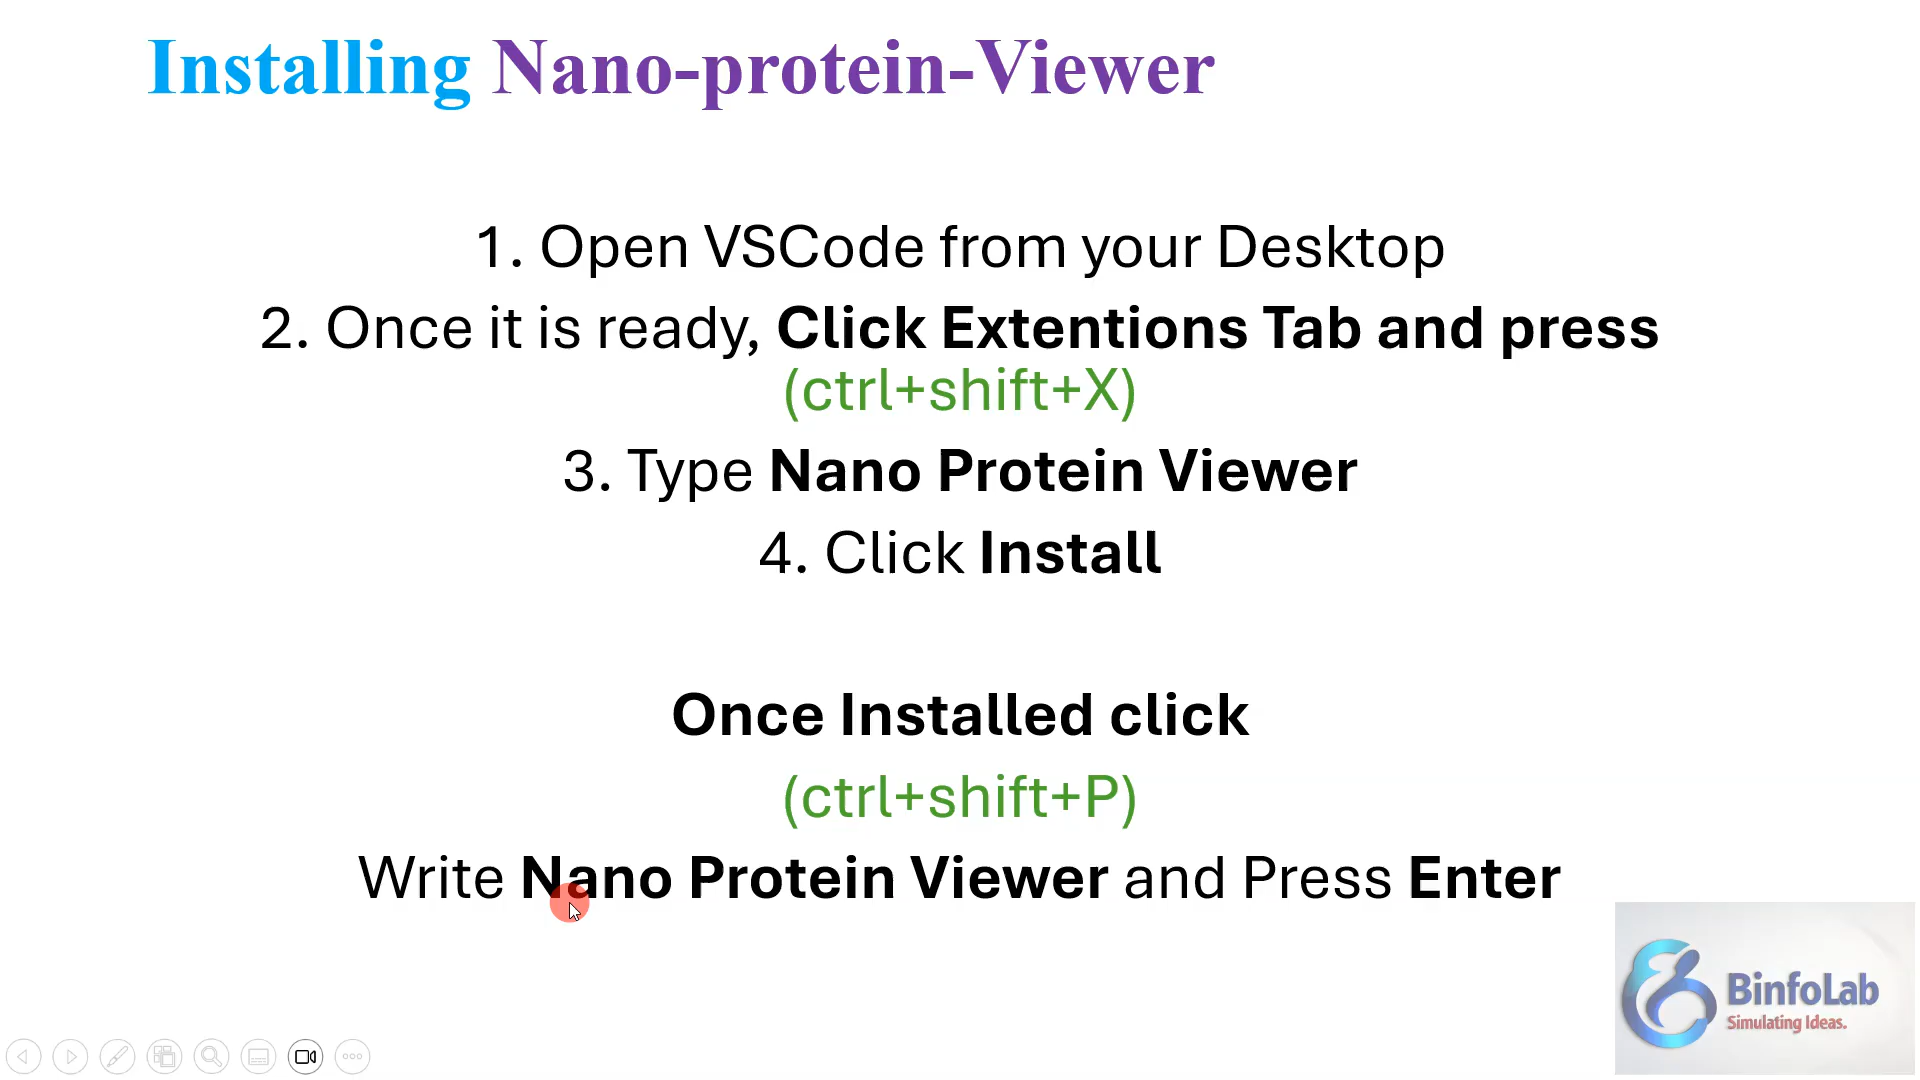 Installing Nano-protein-Viewer
1. Open VSCode from your Desktop
2. Once it is ready, Click Extentions Tab and press
(ctrl+shift+X)
3. Type Nano Protein Viewer
4. Click Install
Once Installed click
(ctrl+shift+P)
Write Nano Protein Viewer and Press Enter
BinfoLab
Simulating Ideas.